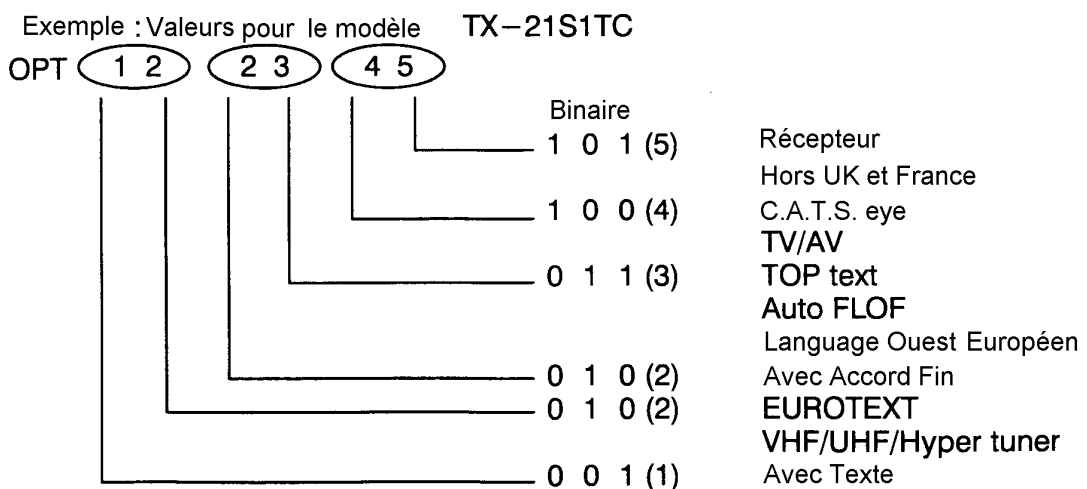 Exemple : Valeurs pour le modèle TX-21S1TC
OPT 1 2 2 3 4 5
Binaire
1 0 1 (5) Récepteur
Hors UK et France
1 0 0 (4) C.A.T.S. eye
TV/AV
0 1 1 (3) TOP text
Auto FLOF
Language Ouest Européen
0 1 0 (2) Avec Accord Fin
0 1 0 (2) EUROTEXT
VHF/UHF/Hyper tuner
0 0 1 (1) Avec Texte